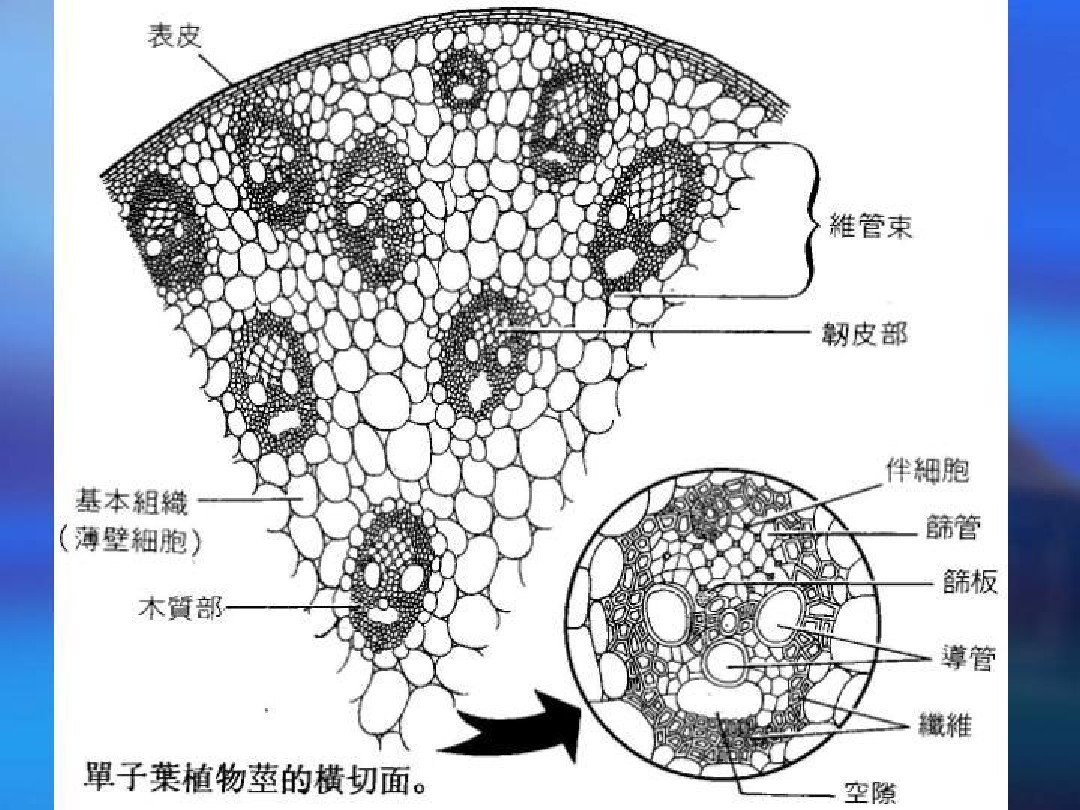 表皮
維管束
韌皮部
伴細胞
基本組織
(薄壁細胞)
篩管
篩板
木質部
導管
纖維
單子葉植物莖的橫切面。
空隙